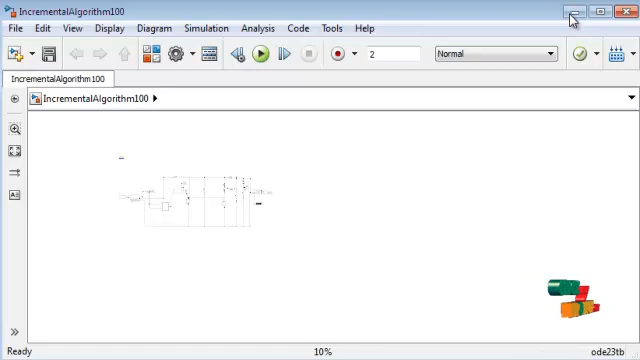 IncrementalAlgorithm100
File Edit View Display Diagram Simulation Analysis Code Tools Help
2 Normal
IncrementalAlgorithm100
IncrementalAlgorithm100
Ready 10% ode23tb